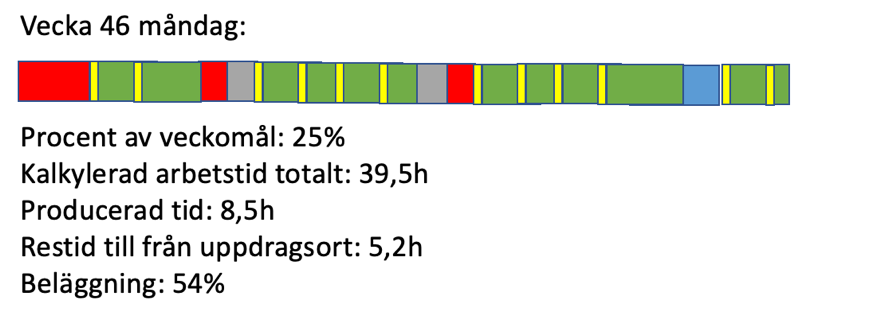 Vecka 46 måndag:
Procent av veckomål: 25%
Kalkylerad arbetstid totalt: 39,5h
Producerad tid: 8,5h
Restid till från uppdragsort: 5,2h
Beläggning: 54%